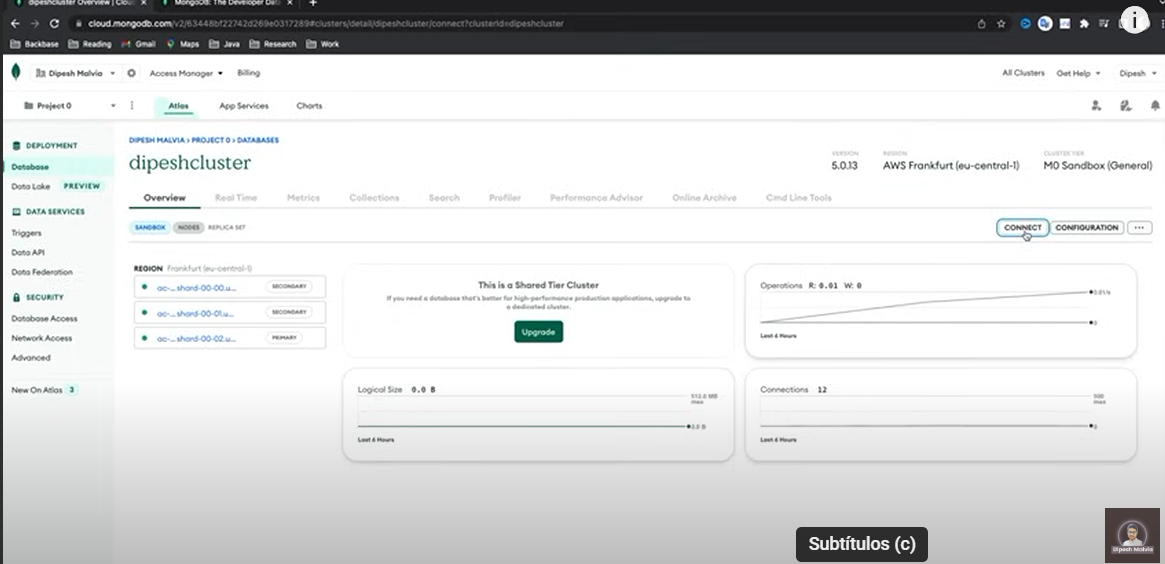 dipeshcluster Overview | Cloud
MongoDB: The Developer Data
cloud.mongodb.com/v2/63448bf22742d269e0317289#clusters/detail/dipeshcluster/connect?clusterId=dipeshcluster
Backbase Reading Gmail Maps Java Research Work
Dipesh Malvia Access Manager Billing All Clusters Get Help Dipesh
Project 0 Atlas App Services Charts
DEPLOYMENT
Database
Data Lake PREVIEW
DATA SERVICES
Triggers
Data API
Data Federation
SECURITY
Database Access
Network Access
Advanced
New On Atlas 3
DIPESH MALVIA > PROJECT 0 > DATABASES
dipeshcluster
VERSION
5.0.13
REGION
AWS Frankfurt (eu-central-1)
CLUSTER TIER
M0 Sandbox (General)
Overview Real Time Metrics Collections Search Profiler Performance Advisor Online Archive Cmd Line Tools
SANDBOX NODES REPLICA SET
CONNECT CONFIGURATION ...
REGION Frankfurt (eu-central-1)
ac-...shard-00-00.u... SECONDARY
ac-...shard-00-01.u... SECONDARY
ac-...shard-00-02.u... PRIMARY
This is a Shared Tier Cluster
If you need a database that's better for high-performance production applications, upgrade to
a dedicated cluster.
Upgrade
Operations R: 0.01 W: 0
0.01/s
0
Last 6 Hours
Logical Size 0.0 B
512.0 MB
max
0.0 B
Last 6 Hours
Connections 12
500
max
0
Last 6 Hours
Subtítulos (c)
Dipesh Malvia